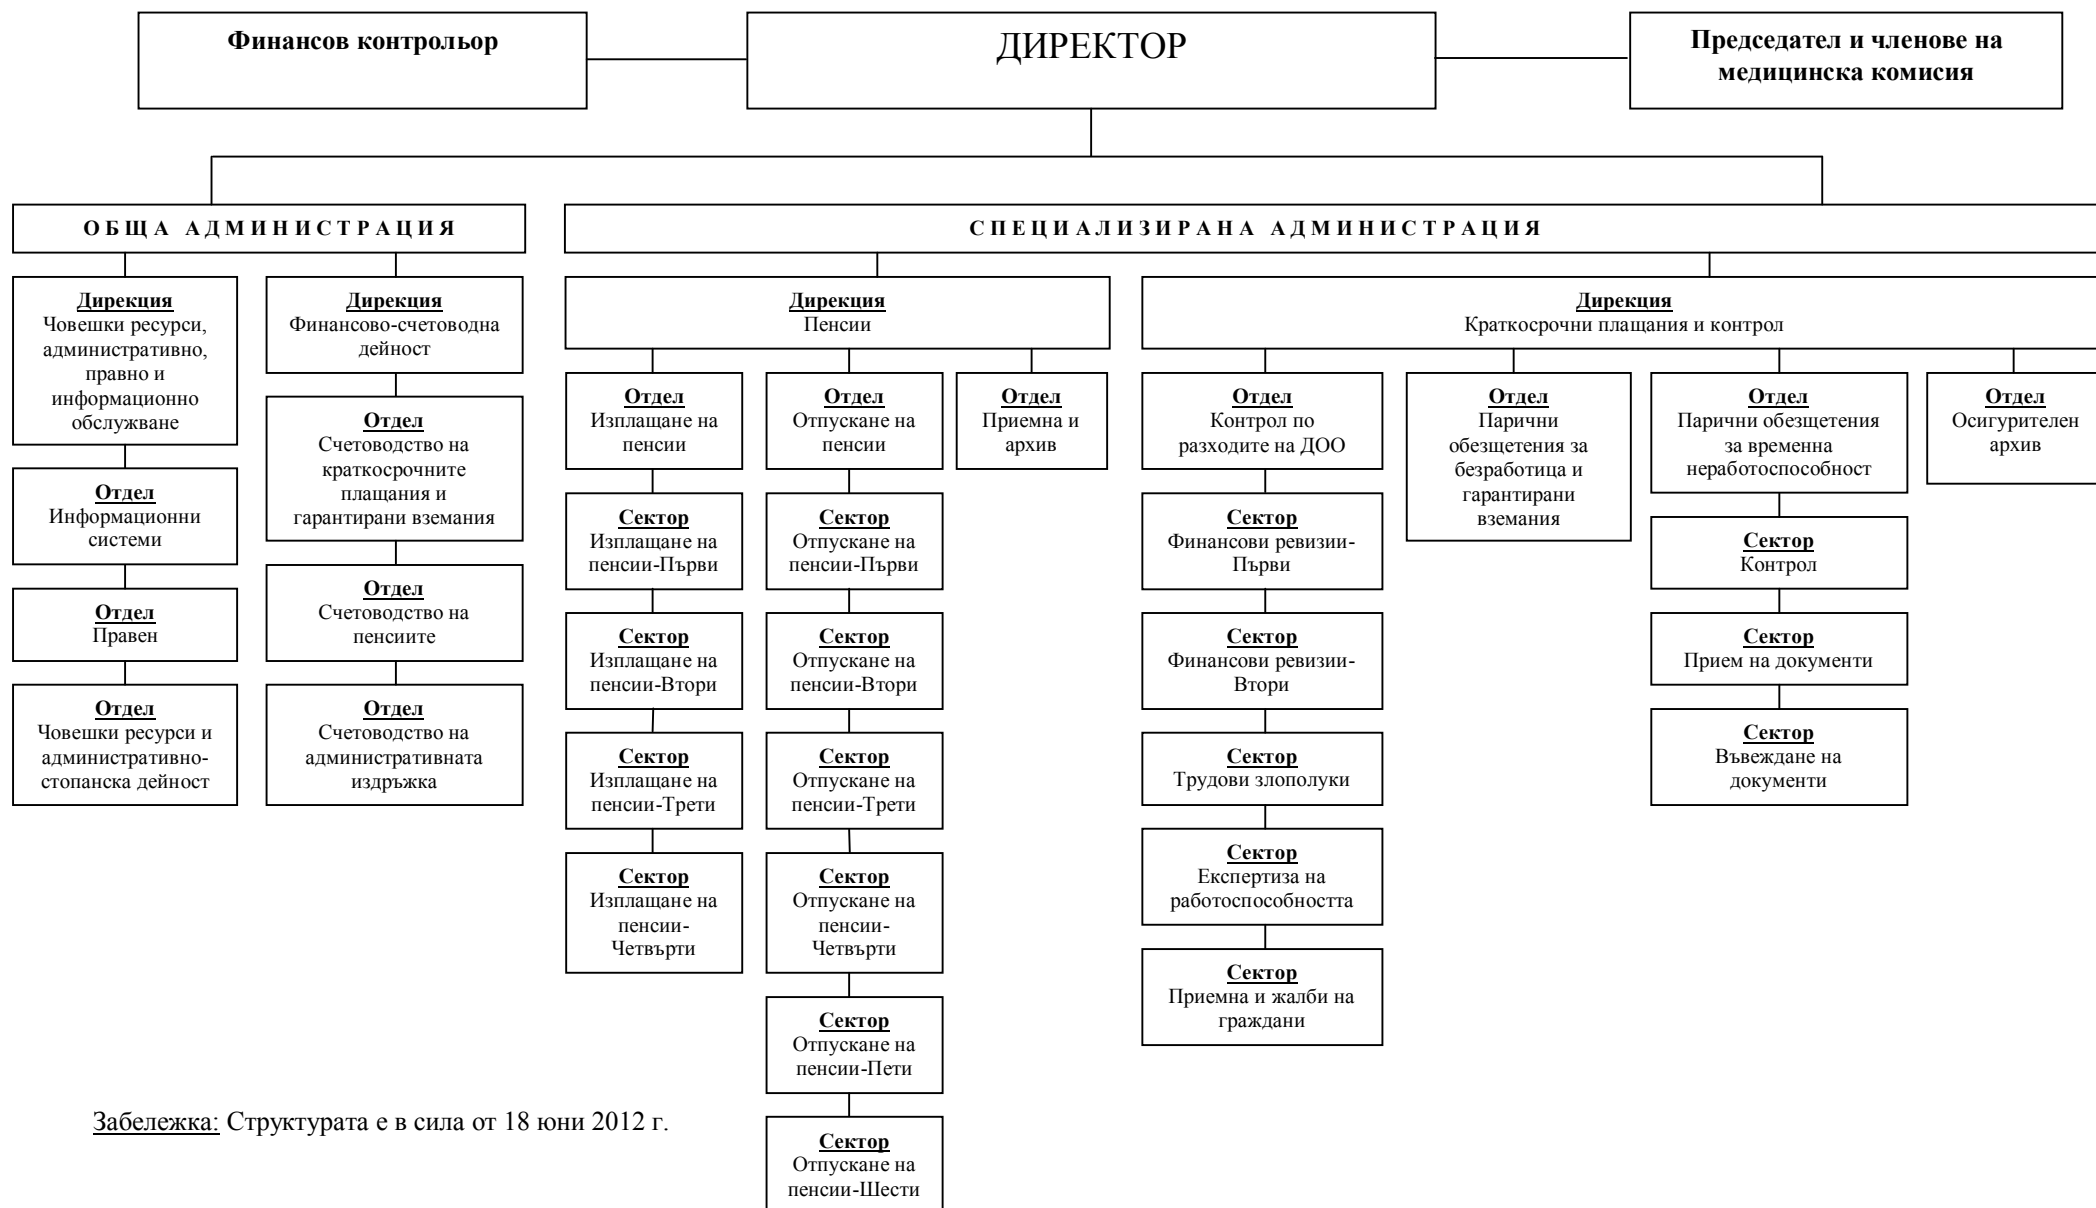 Финансов контрольор
ДИРЕКТОР
Председател и членове на
медицинска комисия
ОБЩА АДМИНИСТРАЦИЯ
СПЕЦИАЛИЗИРАНА АДМИНИСТРАЦИЯ
Дирекция
Човешки ресурси,
административно,
правно и
информационно
обслужване
Отдел
Информационни
системи
Отдел
Правен
Отдел
Човешки ресурси и
административно-
стопанска дейност
Дирекция
Финансово-счетоводна
дейност
Отдел
Счетоводство на
краткосрочните
плащания и
гарантирани вземания
Отдел
Счетоводство на
пенсиите
Отдел
Счетоводство на
административната
издръжка
Дирекция
Пенсии
Отдел
Изплащане на
пенсии
Сектор
Изплащане на
пенсии-Първи
Сектор
Изплащане на
пенсии-Втори
Сектор
Изплащане на
пенсии-Трети
Сектор
Изплащане на
пенсии-
Четвърти
Отдел
Отпускане на
пенсии
Сектор
Отпускане на
пенсии-Първи
Сектор
Отпускане на
пенсии-Втори
Сектор
Отпускане на
пенсии-Трети
Сектор
Отпускане на
пенсии-
Четвърти
Сектор
Отпускане на
пенсии-Пети
Сектор
Отпускане на
пенсии-Шести
Отдел
Приемна и
архив
Дирекция
Краткосрочни плащания и контрол
Отдел
Контрол по
разходите на ДОО
Сектор
Финансови ревизии-
Първи
Сектор
Финансови ревизии-
Втори
Сектор
Трудови злополуки
Сектор
Експертиза на
работоспособността
Сектор
Приемна и жалби на
граждани
Отдел
Парични
обезщетения за
безработица и
гарантирани
вземания
Отдел
Парични обезщетения
за временна
неработоспособност
Сектор
Контрол
Сектор
Прием на документи
Сектор
Въвеждане на
документи
Отдел
Осигурителен
архив
Забележка: Структурата е в сила от 18 юни 2012 г.